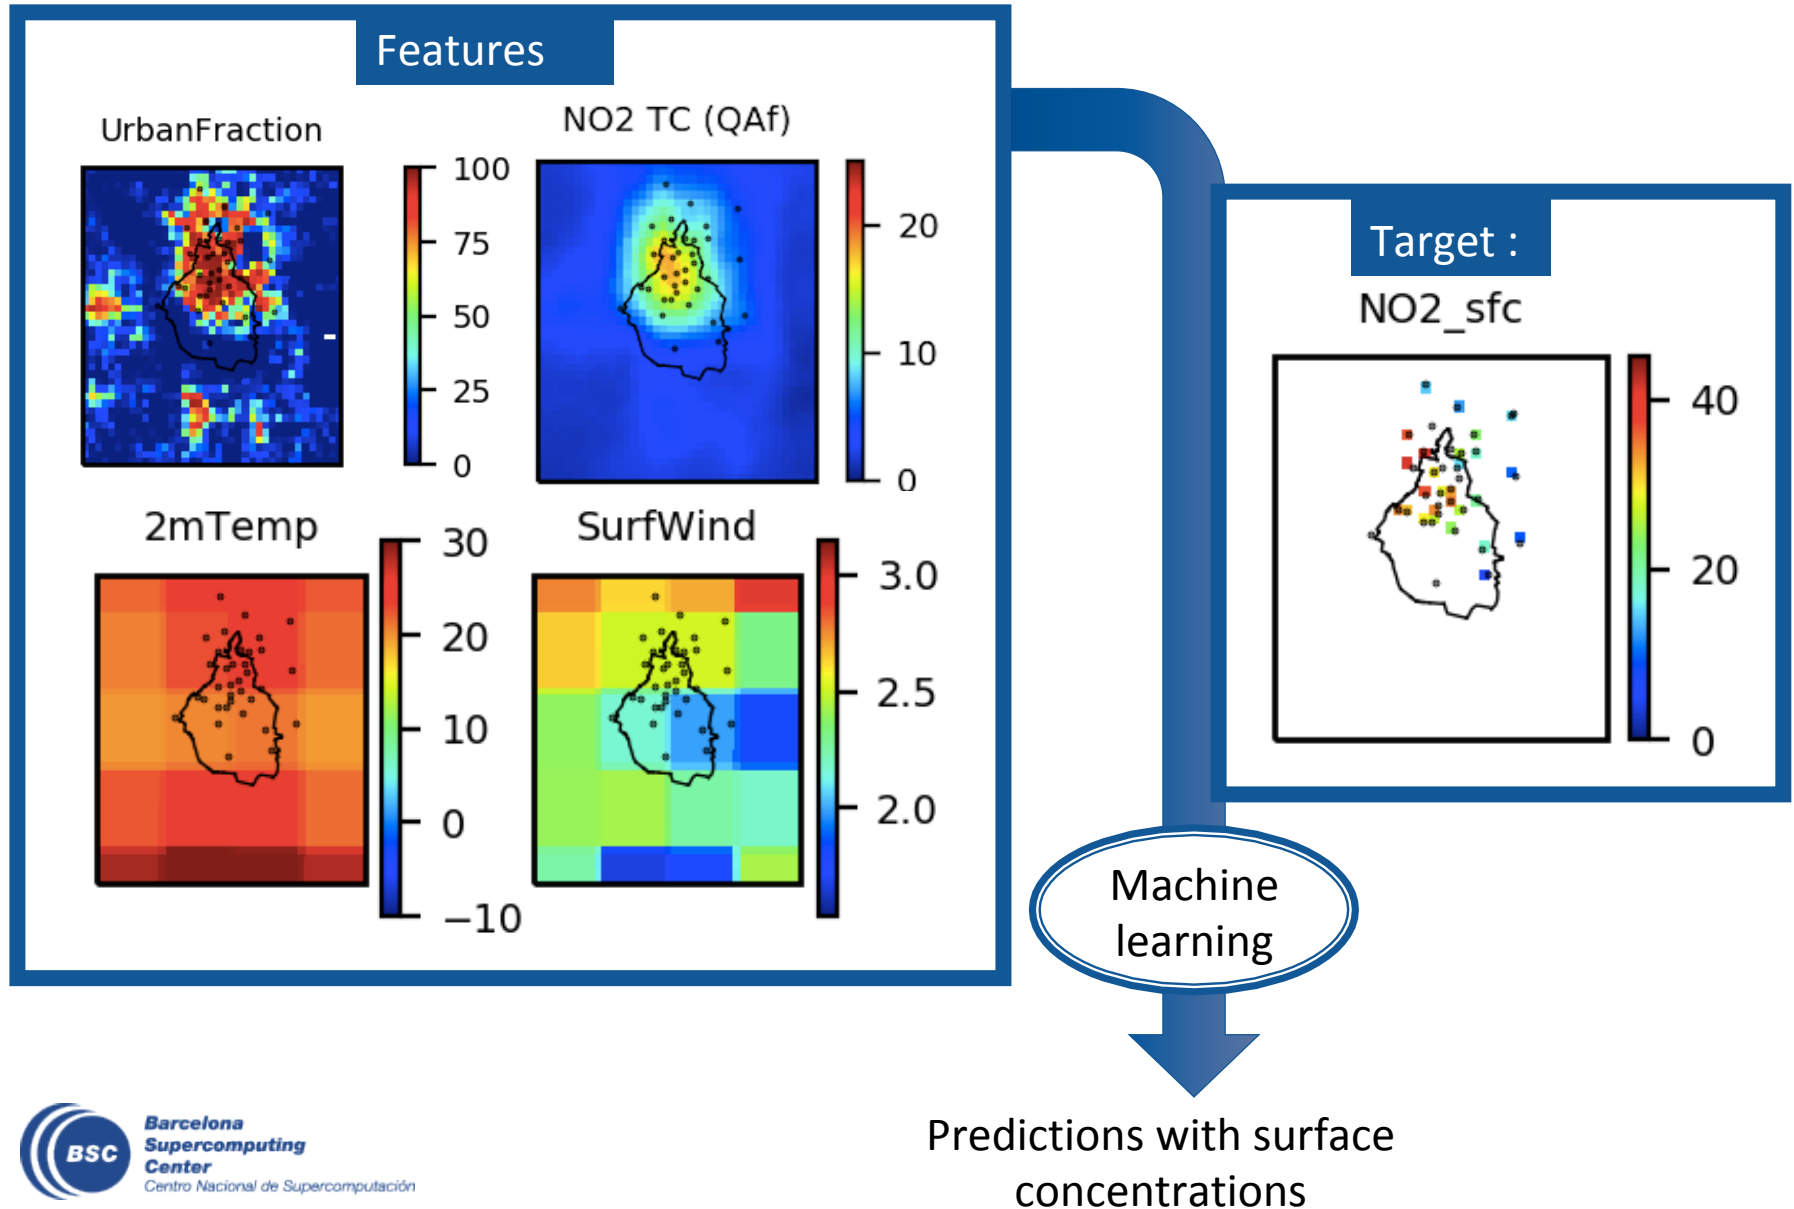 Features
UrbanFraction
100
75
50
25
0
NO2 TC (QAf)
20
10
0
2mTemp
30
20
10
0
−10
SurfWind
3.0
2.5
2.0
Target :
NO2_sfc
40
20
0
Machine
learning
Predictions with surface
concentrations
BSC
Barcelona
Supercomputing
Center
Centro Nacional de Supercomputación